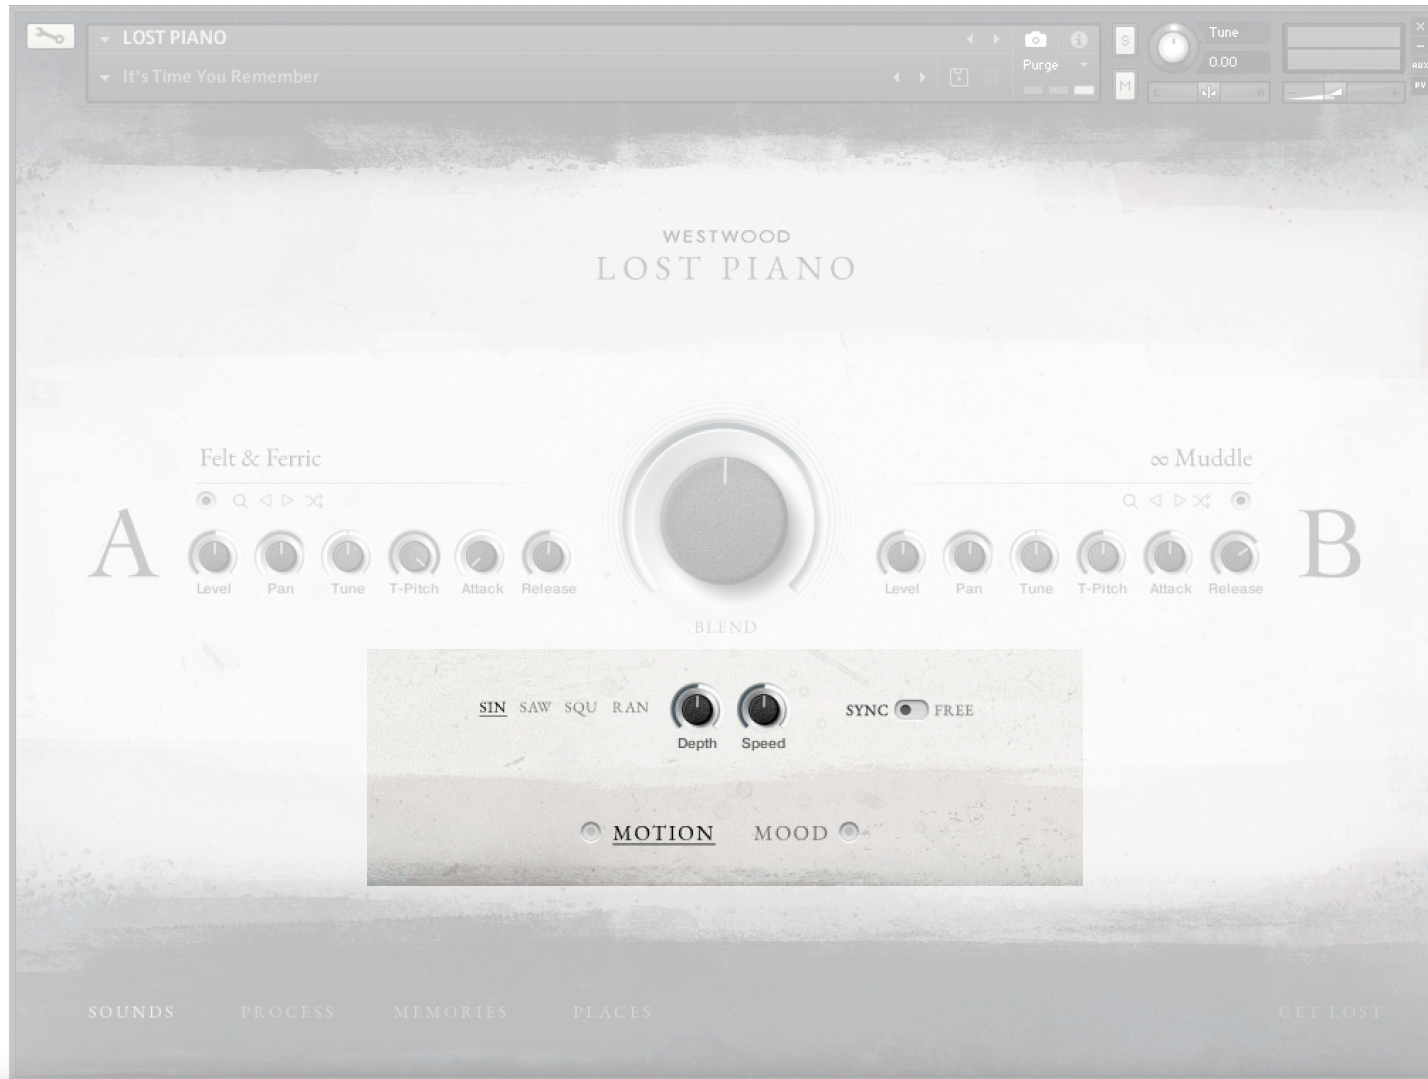 LOST PIANO
It's Time You Remember
Purge
S
M
Tune
0.00
L R
- +
X
-
AUX
PV
WESTWOOD
LOST PIANO
Felt & Ferric
∞ Muddle
A
B
Level Pan Tune T-Pitch Attack Release
Level Pan Tune T-Pitch Attack Release
BLEND
SIN SAW SQU RAN
SYNC FREE
Depth Speed
MOTION MOOD
SOUNDS PROCESS MEMORIES PLACES GET LOST